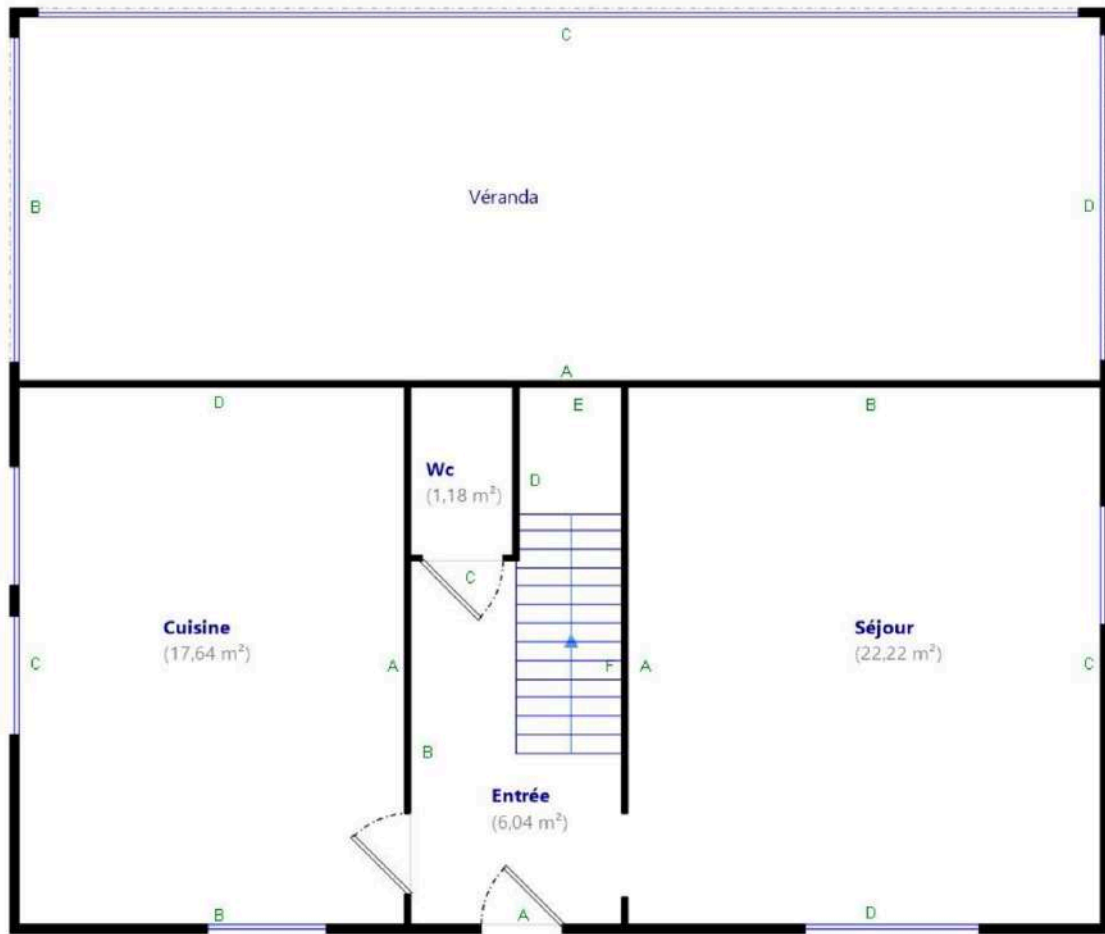 C
Véranda
B
D
A
D
E
B
Wc
(1,18 m²)
D
C
Cuisine
(17,64 m²)
Séjour
(22,22 m²)
C
A
F
A
C
B
Entrée
(6,04 m²)
B
A
D